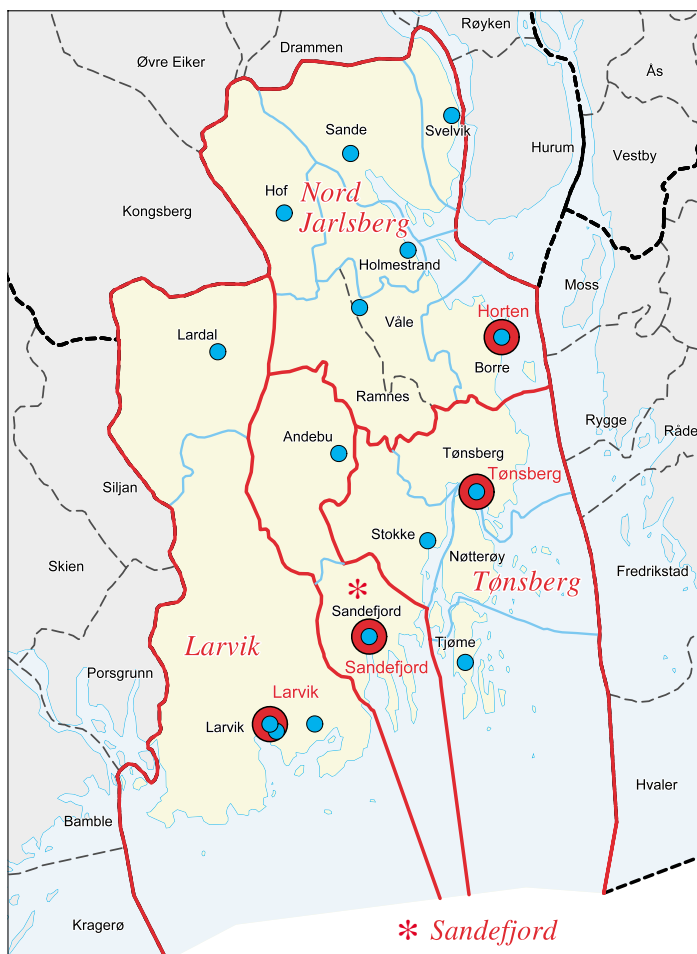 Røyken
Drammen
Øvre Eiker
Ås
Sande
Svelvik
Hurum
Vestby
Hof
Nord
Jarlsberg
Kongsberg
Holmestrand
Moss
Horten
Våle
Lardal
Borre
Ramnes
Rygge
Råde
Andebu
Tønsberg
Tønsberg
Siljan
Stokke
Nøtterøy
Skien
Fredrikstad
Tønsberg
*
Sandefjord
Larvik
Tjøme
Sandefjord
Porsgrunn
Larvik
Larvik
Hvaler
Bamble
Kragerø
* Sandefjord